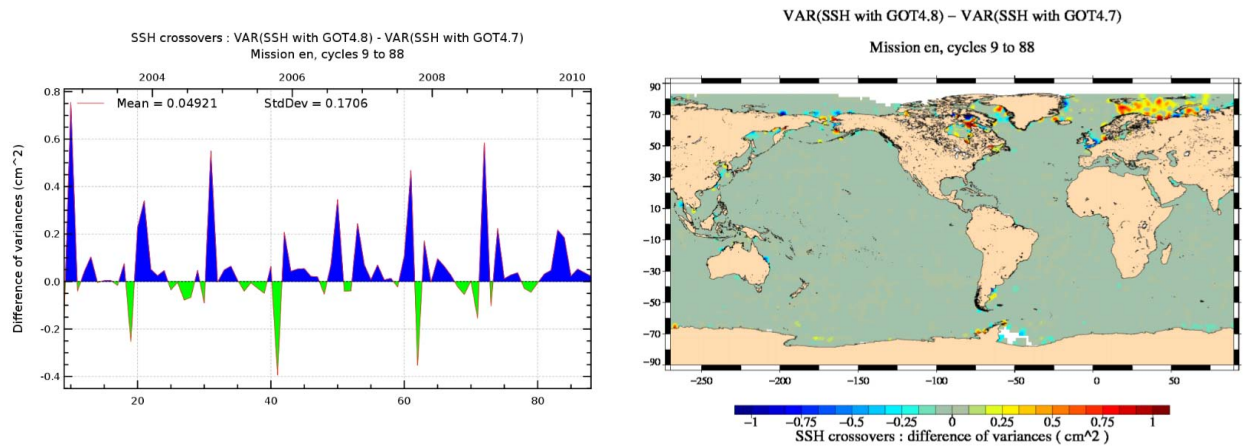 SSH crossovers : VAR(SSH with GOT4.8) - VAR(SSH with GOT4.7)
Mission en, cycles 9 to 88
2004 2006 2008 2010
Mean = 0.04921 StdDev = 0.1706
Difference of variances (cm^2)
0.8
0.6
0.4
0.2
0.0
-0.2
-0.4
20 40 60 80
VAR(SSH with GOT4.8) – VAR(SSH with GOT4.7)
Mission en, cycles 9 to 88
90
70
50
30
10
−10
−30
−50
−70
−90
−250 −200 −150 −100 −50 0 50
−1 −0.75 −0.5 −0.25 0 0.25 0.5 0.75 1
SSH crossovers : difference of variances ( cm^2 )